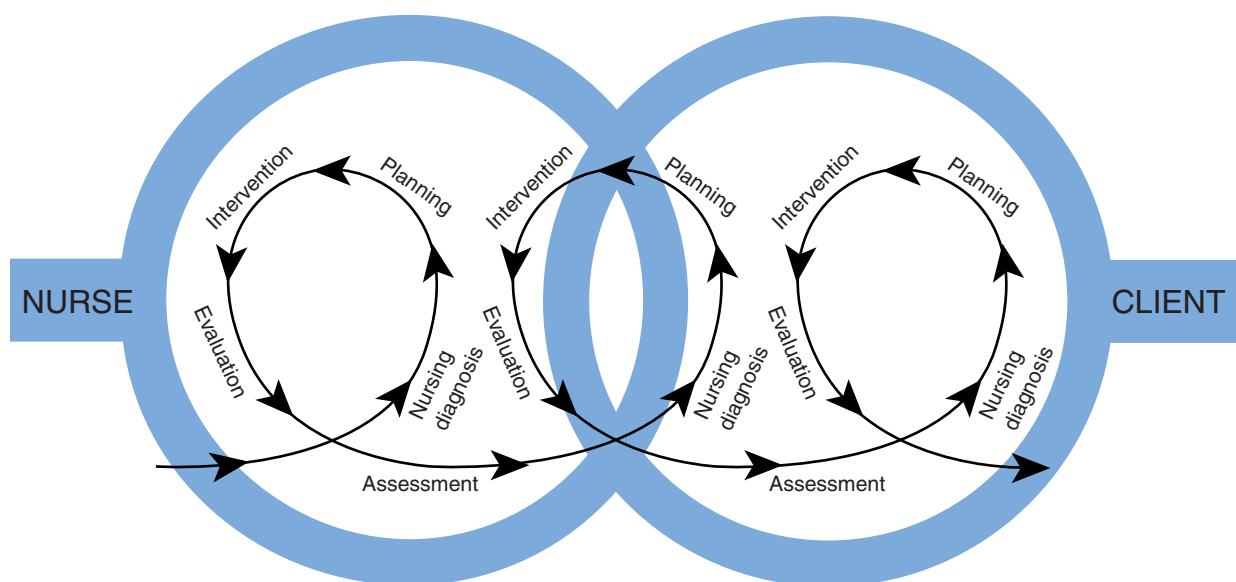 Intervention
Planning
Intervention
Planning
Intervention
Planning
NURSE
CLIENT
Evaluation
Nursing
diagnosis
Evaluation
Nursing
diagnosis
Evaluation
Nursing
diagnosis
Assessment
Assessment